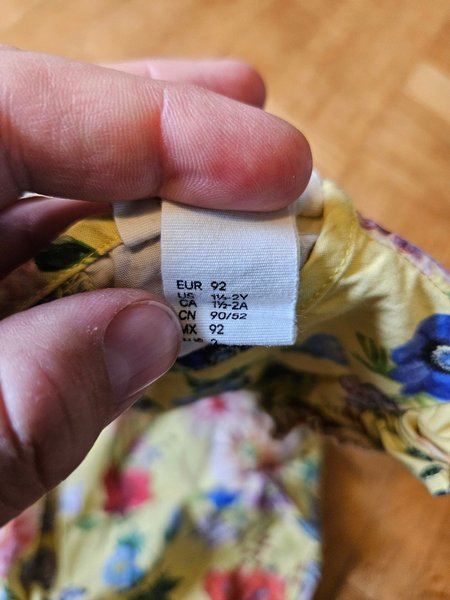 EUR 92
US 1½-2Y
CA 1½-2A
CN 90/52
MX 92